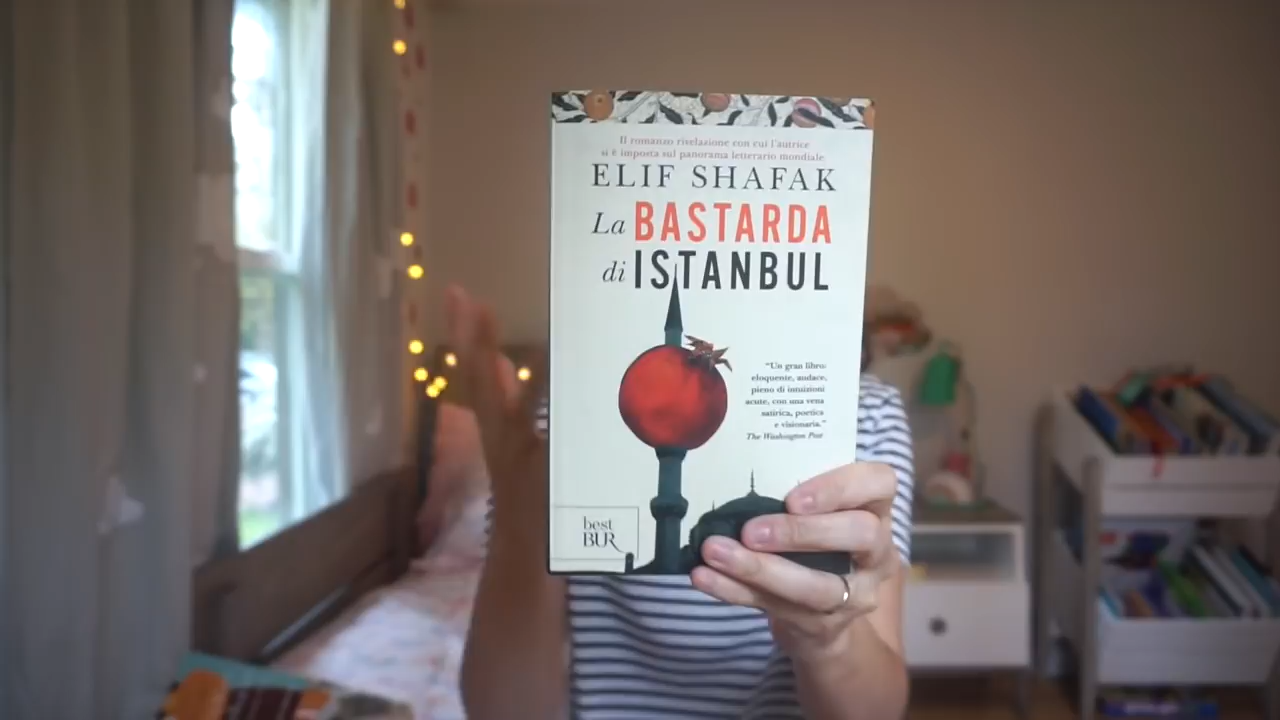 Il romanzo rivelazione con cui l'autrice
si è imposta sul panorama letterario mondiale
ELIF SHAFAK
La BASTARDA
di ISTANBUL
"Un gran libro:
eloquente, audace,
pieno di intuizioni
acute, con una vena
satirica, poetica
e visionaria."
The Washington Post
best
BUR